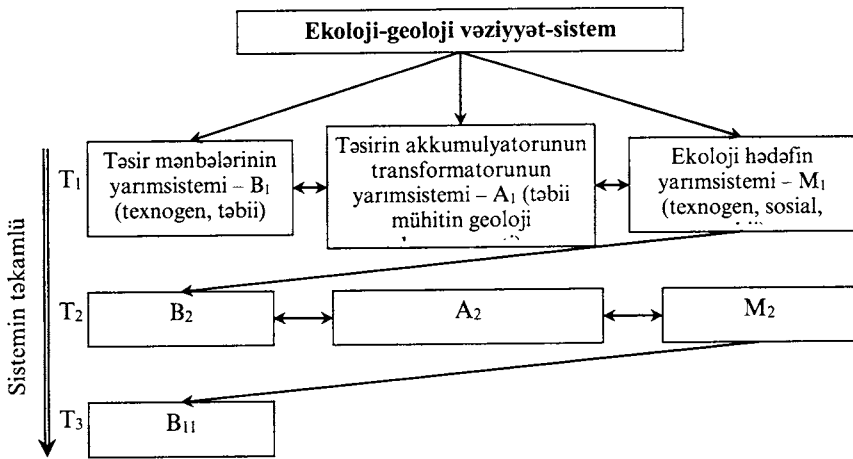 Ekoloji-geoloji vəziyyət-sistem
Sistemin təkamlü
T1
Təsir mənbələrinin
yarımsistemi – B1
(texnogen, təbii)
Təsirin akkumulyatorunun
transformatorunun
yarımsistemi – A1 (təbii
mühitin geoloji
Ekoloji hədəfin
yarımsistemi – M1
(texnogen, sosial,
T2
B2
A2
M2
T3
B11